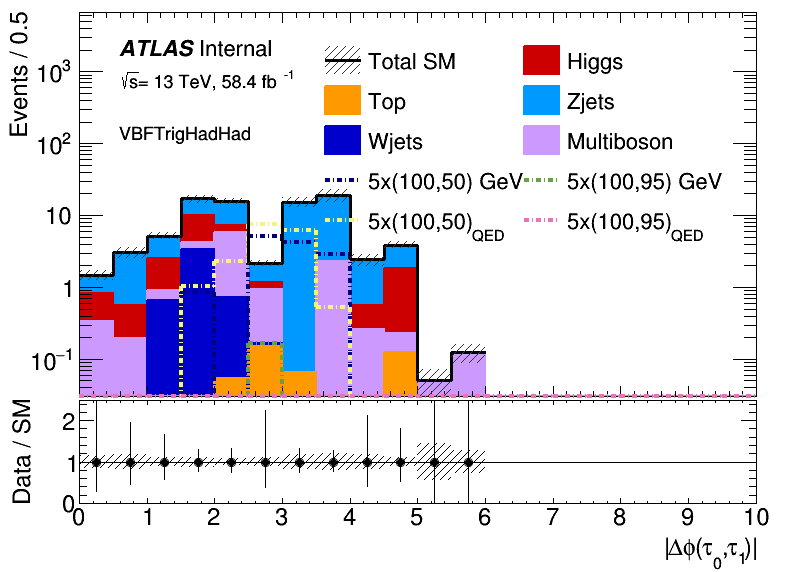 Events / 0.5
10³
10²
10
1
10⁻¹
ATLAS Internal
√s= 13 TeV, 58.4 fb⁻¹
VBFTrigHadHad
Total SM
Higgs
Top
Zjets
Wjets
Multiboson
5x(100,50) GeV
5x(100,95) GeV
5x(100,50)_QED
5x(100,95)_QED
Data / SM
2
1
0
0 1 2 3 4 5 6 7 8 9 10
|Δϕ(τ₀,τ₁)|